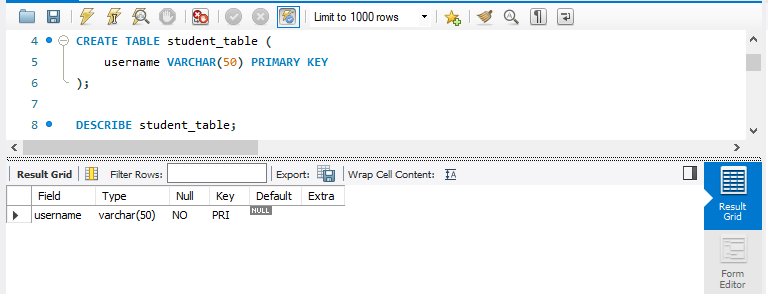 Limit to 1000 rows
4 CREATE TABLE student_table (
5 username VARCHAR(50) PRIMARY KEY
6 );
7
8 DESCRIBE student_table;
Result Grid Filter Rows: Export: Wrap Cell Content: IA
Field Type Null Key Default Extra
username varchar(50) NO PRI NULL
Result
Grid
Form
Editor